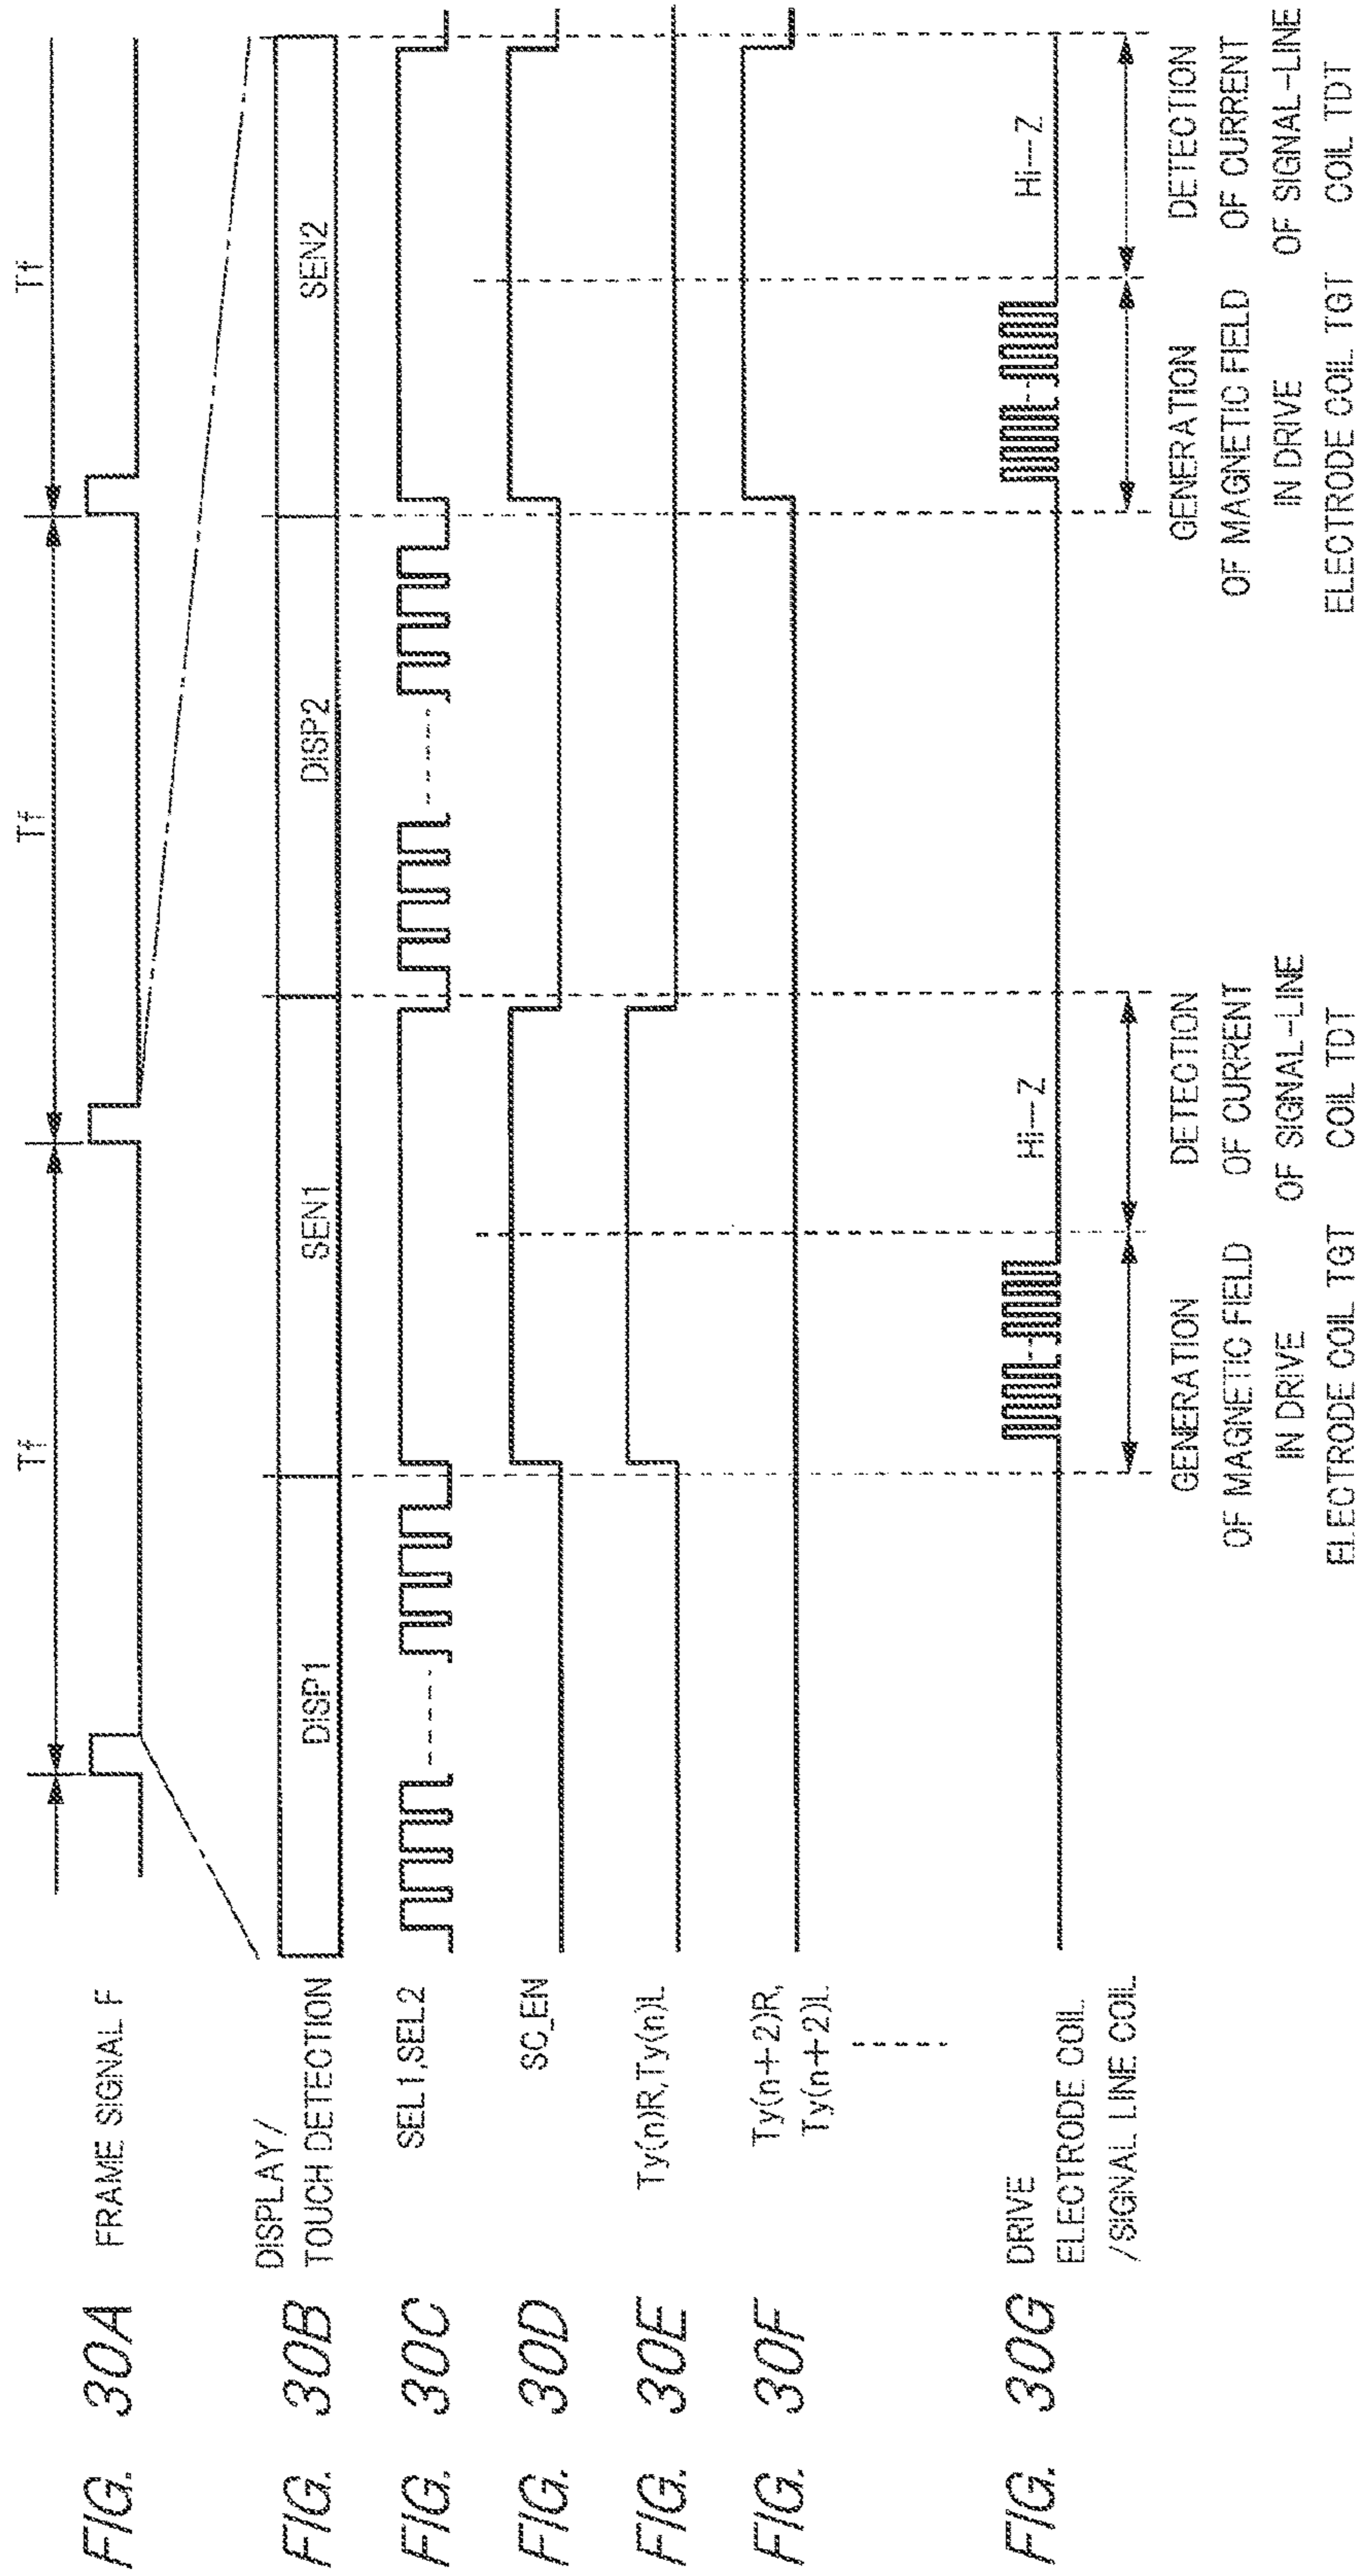 FIG. 30A FRAME SIGNAL F
Tf Tf Tf
FIG. 30B DISPLAY/
TOUCH DETECTION
DISP1 SEN1 DISP2 SEN2
FIG. 30C SEL1,SEL2
FIG. 30D SC_EN
FIG. 30E Ty(n)R,Ty(n)L
FIG. 30F Ty(n+2)R,
Ty(n+2)L
FIG. 30G DRIVE
ELECTRODE COIL
/SIGNAL LINE COIL
Hi-Z Hi-Z
GENERATION
OF MAGNETIC FIELD
IN DRIVE
ELECTRODE COIL TGT
DETECTION
OF CURRENT
OF SIGNAL-LINE
COIL TDT
GENERATION
OF MAGNETIC FIELD
IN DRIVE
ELECTRODE COIL TGT
DETECTION
OF CURRENT
OF SIGNAL-LINE
COIL TDT